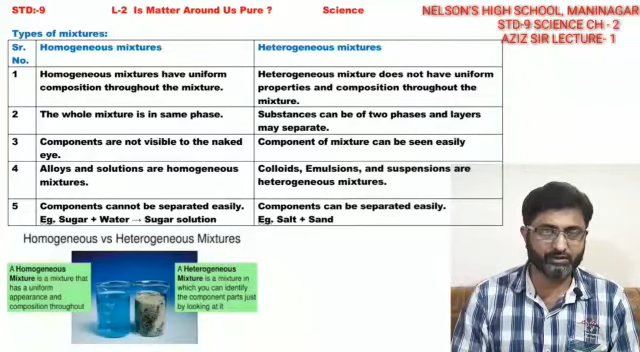 STD:-9 L-2 Is Matter Around Us Pure ? Science
NELSON'S HIGH SCHOOL, MANINAGAR
STD-9 SCIENCE CH - 2
AZIZ SIR LECTURE- 1
Types of mixtures:
Sr. No. Homogeneous mixtures Heterogeneous mixtures
1
Homogeneous mixtures have uniform
composition throughout the mixture.
Heterogeneous mixture does not have uniform
properties and composition throughout the
mixture.
2
The whole mixture is in same phase.
Substances can be of two phases and layers
may separate.
3
Components are not visible to the naked
eye.
Component of mixture can be seen easily
4
Alloys and solutions are homogeneous
mixtures.
Colloids, Emulsions, and suspensions are
heterogeneous mixtures.
5
Components cannot be separated easily.
Eg. Sugar + Water → Sugar solution
Components can be separated easily.
Eg. Salt + Sand
Homogeneous vs Heterogeneous Mixtures
A Homogeneous
Mixture is a mixture that
has a uniform
appearance and
composition throughout
A Heterogeneous
Mixture is a mixture in
which you can identify
the component parts just
by looking at it